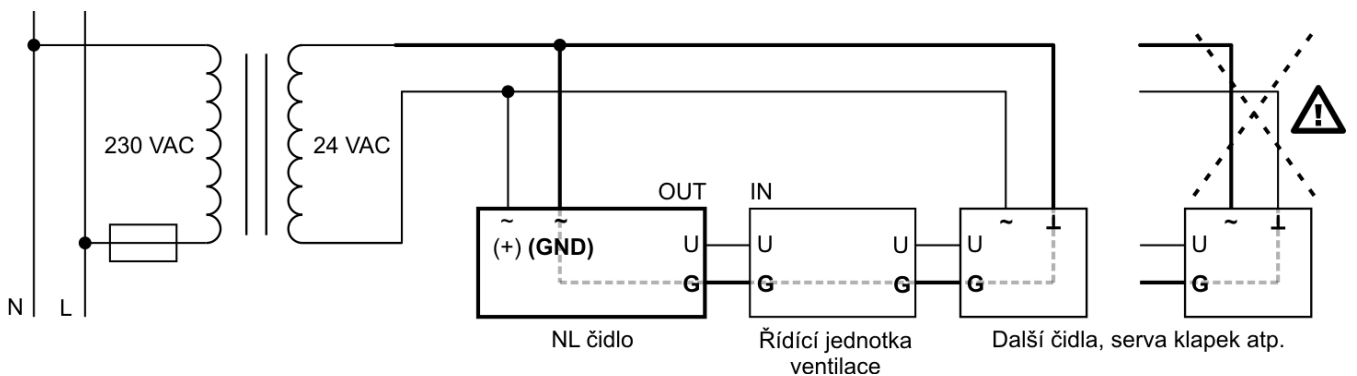 230 VAC
24 VAC
OUT
IN
~
~
~
⊥
~
⊥
(+) (GND)
U
U
U
U
U
G
G
G
G
G
N
L
NL čidlo
Řídící jednotka
ventilace
Další čidla, serva klapek atp.